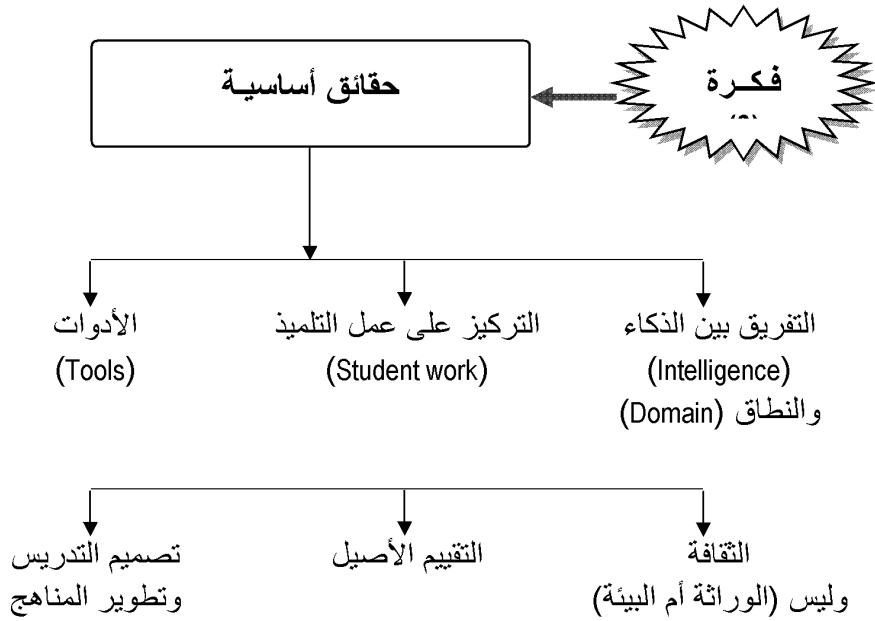 فكرة
حقائق أساسية
التفريق بين الذكاء
(Intelligence)
والنطاق (Domain)
التركيز على عمل التلميذ
(Student work)
الأدوات
(Tools)
الثقافة
وليس (الوراثة أم البيئة)
التقييم الأصيل
تصميم التدريس
وتطوير المناهج